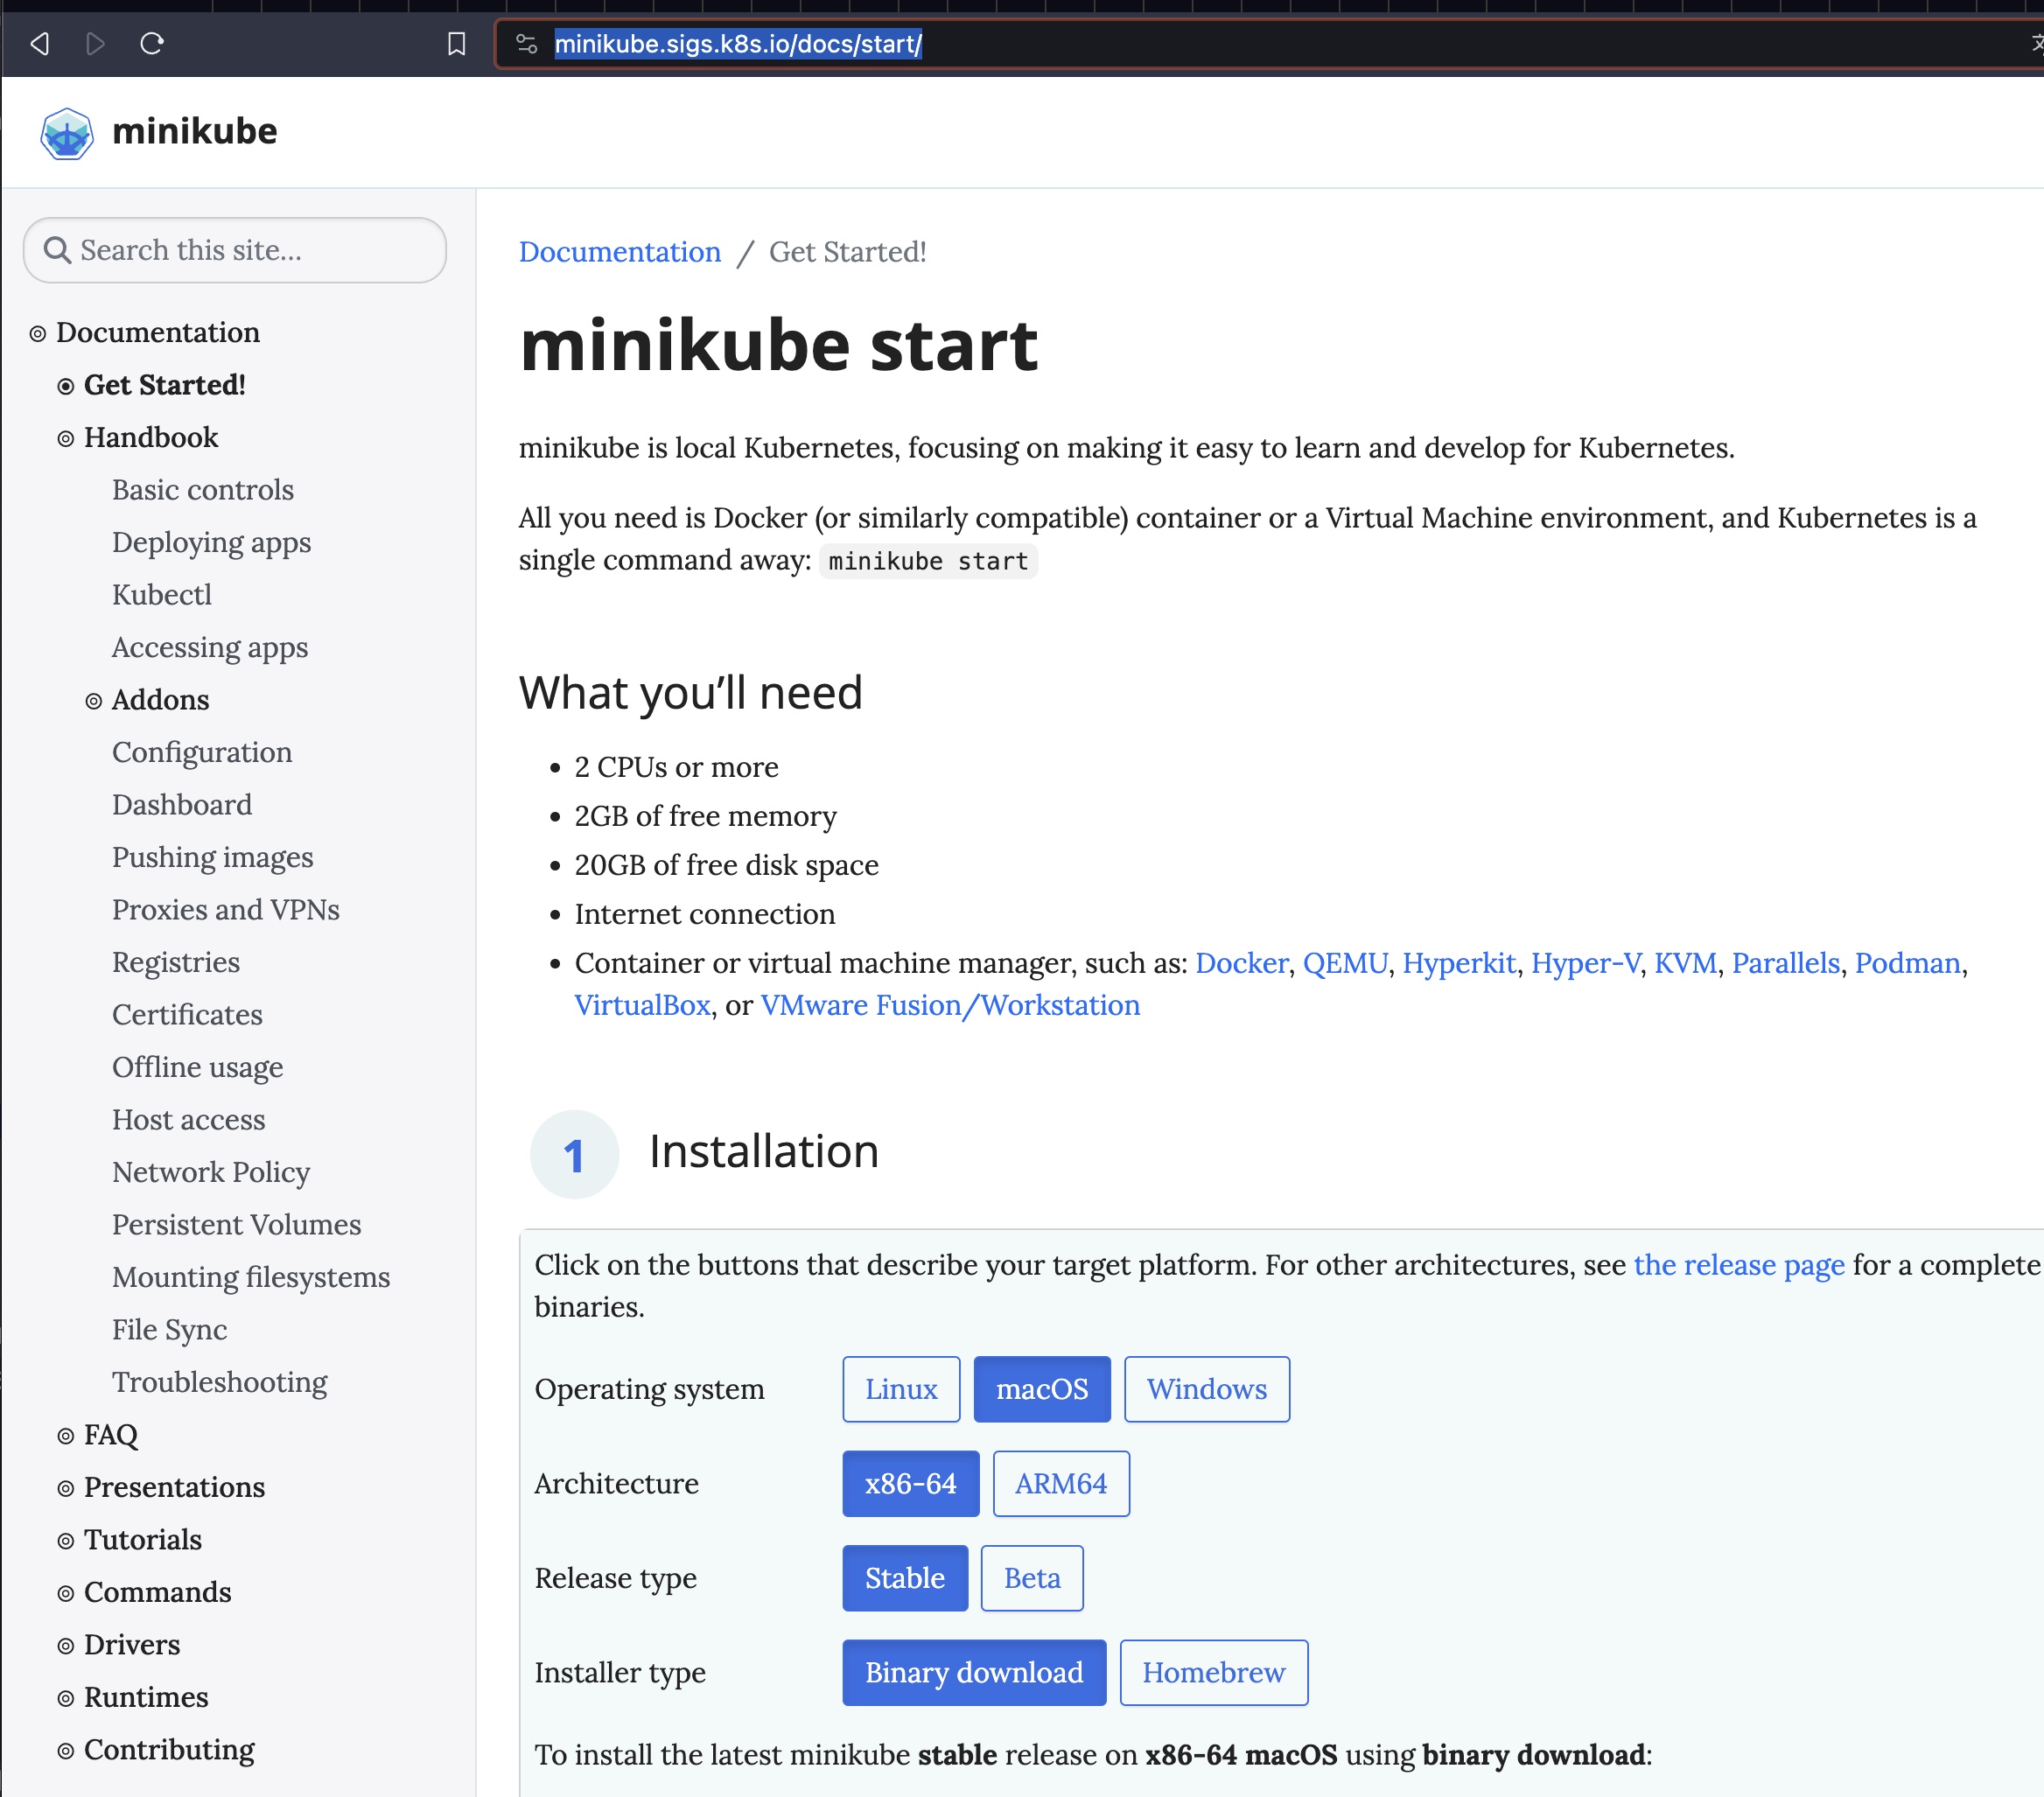 minikube.sigs.k8s.io/docs/start/
minikube
Search this site...
Documentation
Get Started!
Handbook
Basic controls
Deploying apps
Kubectl
Accessing apps
Addons
Configuration
Dashboard
Pushing images
Proxies and VPNs
Registries
Certificates
Offline usage
Host access
Network Policy
Persistent Volumes
Mounting filesystems
File Sync
Troubleshooting
FAQ
Presentations
Tutorials
Commands
Drivers
Runtimes
Contributing
Documentation / Get Started!
minikube start
minikube is local Kubernetes, focusing on making it easy to learn and develop for Kubernetes.
All you need is Docker (or similarly compatible) container or a Virtual Machine environment, and Kubernetes is a
single command away: minikube start
What you’ll need
• 2 CPUs or more
• 2GB of free memory
• 20GB of free disk space
• Internet connection
• Container or virtual machine manager, such as: Docker, QEMU, Hyperkit, Hyper-V, KVM, Parallels, Podman,
VirtualBox, or VMware Fusion/Workstation
1 Installation
Click on the buttons that describe your target platform. For other architectures, see the release page for a complete
binaries.
Operating system Linux macOS Windows
Architecture x86-64 ARM64
Release type Stable Beta
Installer type Binary download Homebrew
To install the latest minikube stable release on x86-64 macOS using binary download: